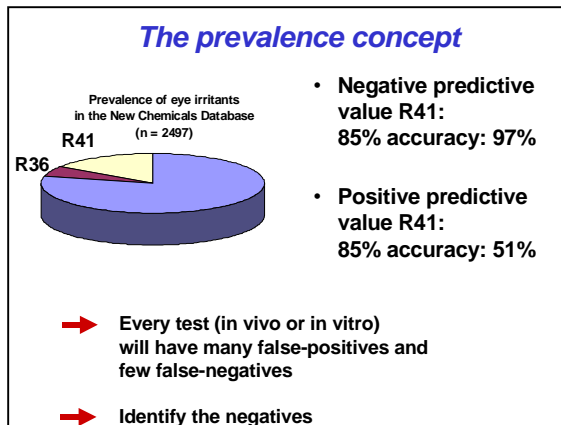 The prevalence concept
Prevalence of eye irritants
in the New Chemicals Database
(n = 2497)
R41
R36
• Negative predictive
value R41:
85% accuracy: 97%
• Positive predictive
value R41:
85% accuracy: 51%
Every test (in vivo or in vitro)
will have many false-positives and
few false-negatives
Identify the negatives